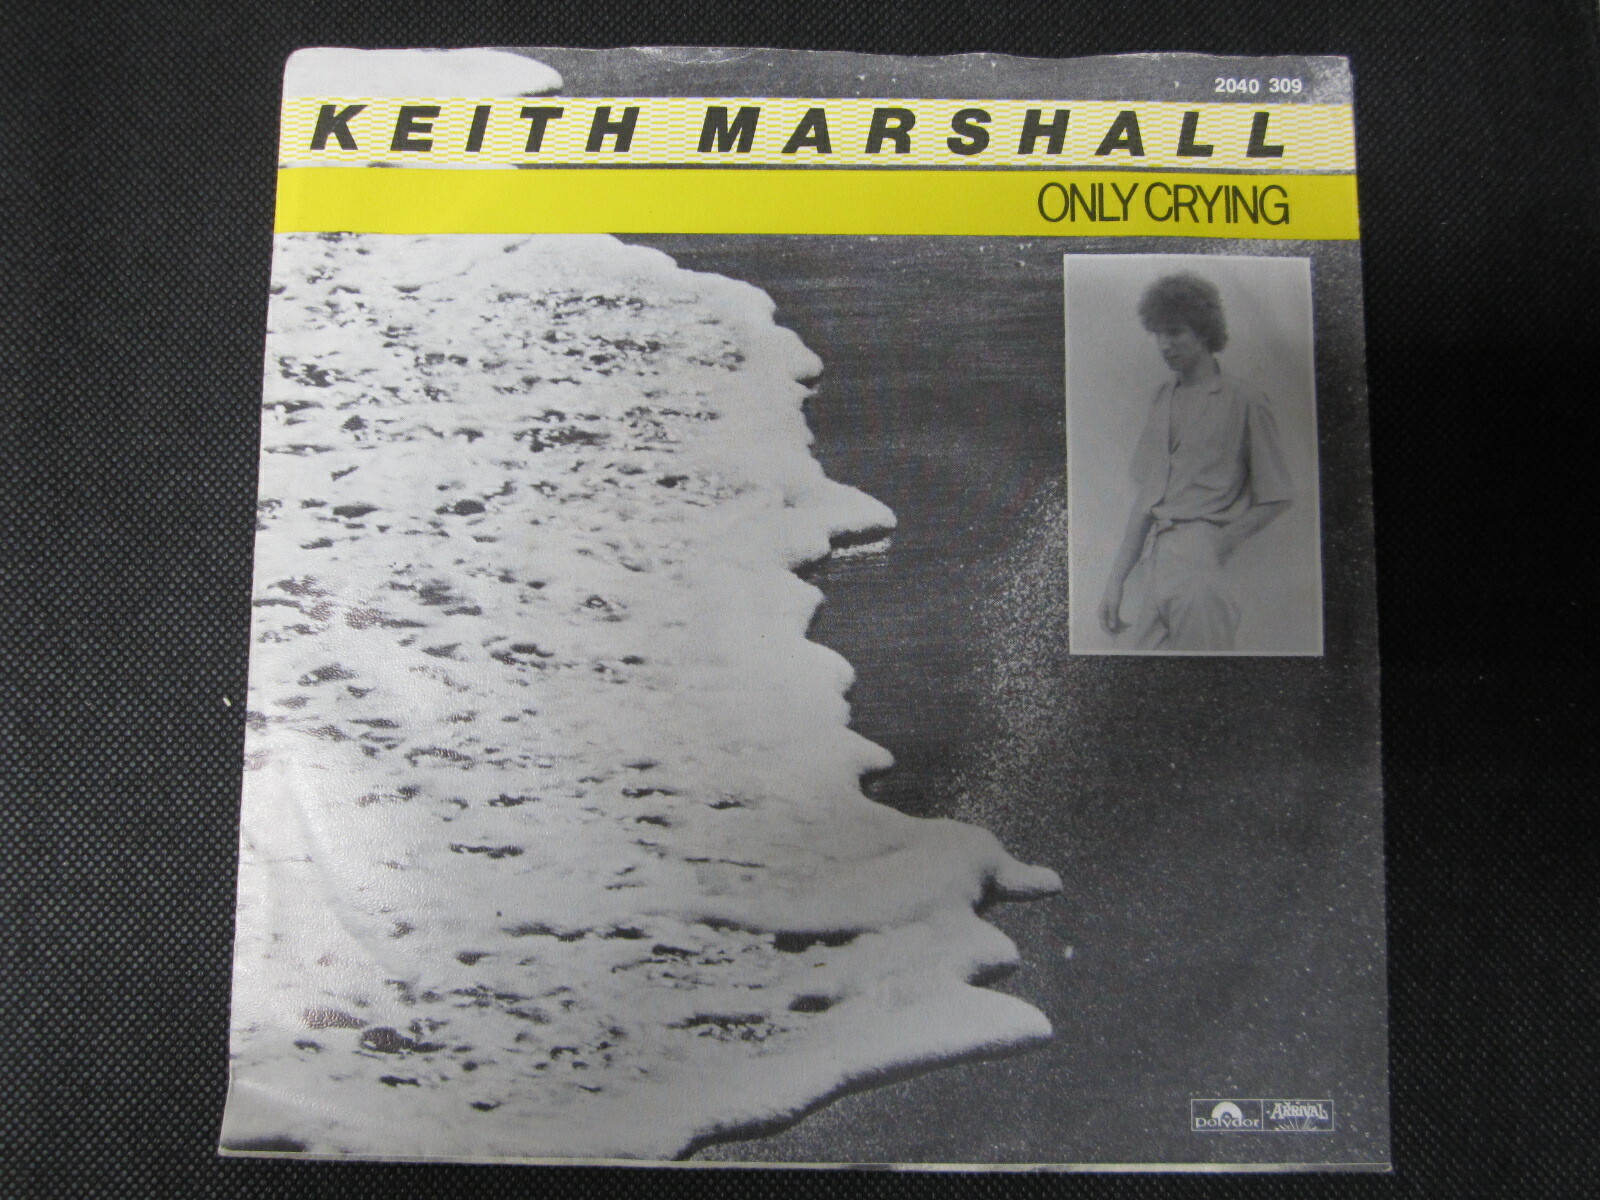 2040 309
KEITH MARSHALL
ONLY CRYING
polydor
ARRIVAL